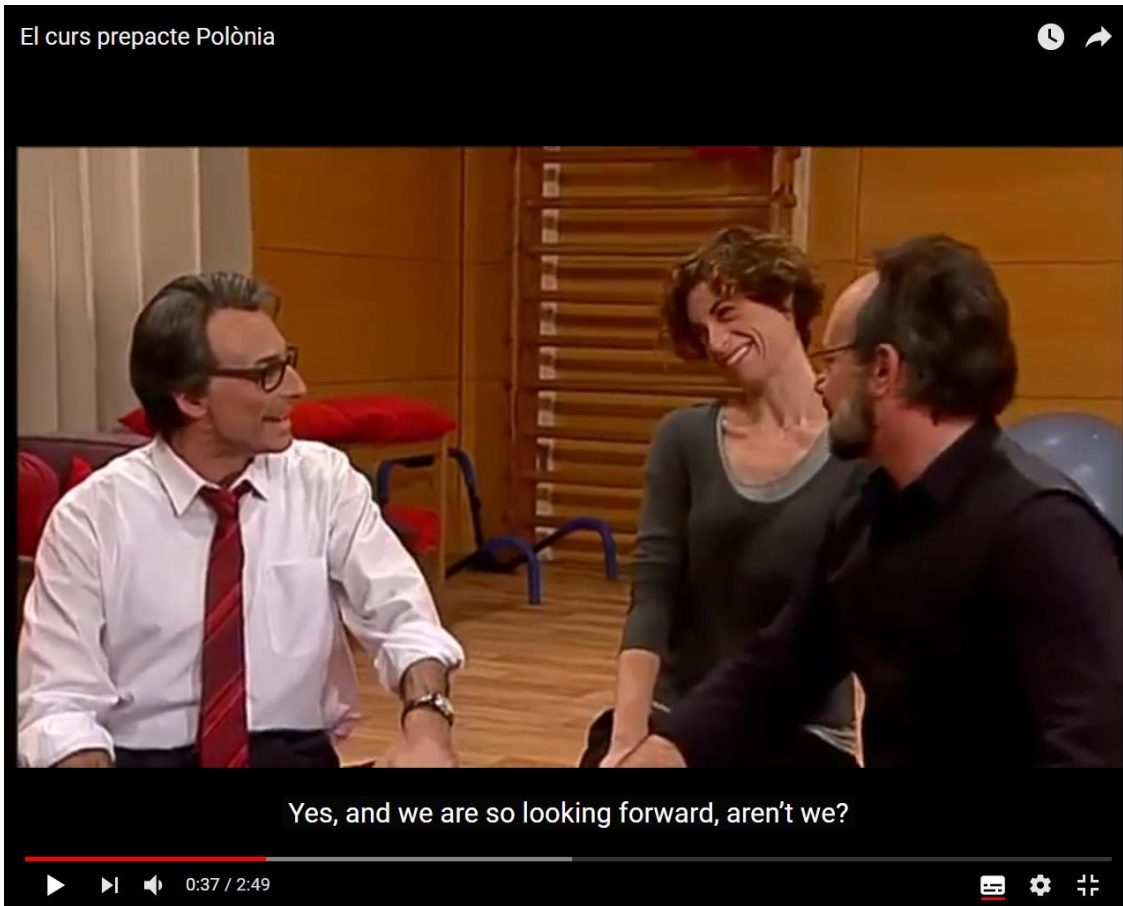 El curs prepacte Polònia
Yes, and we are so looking forward, aren’t we?
0:37 / 2:49